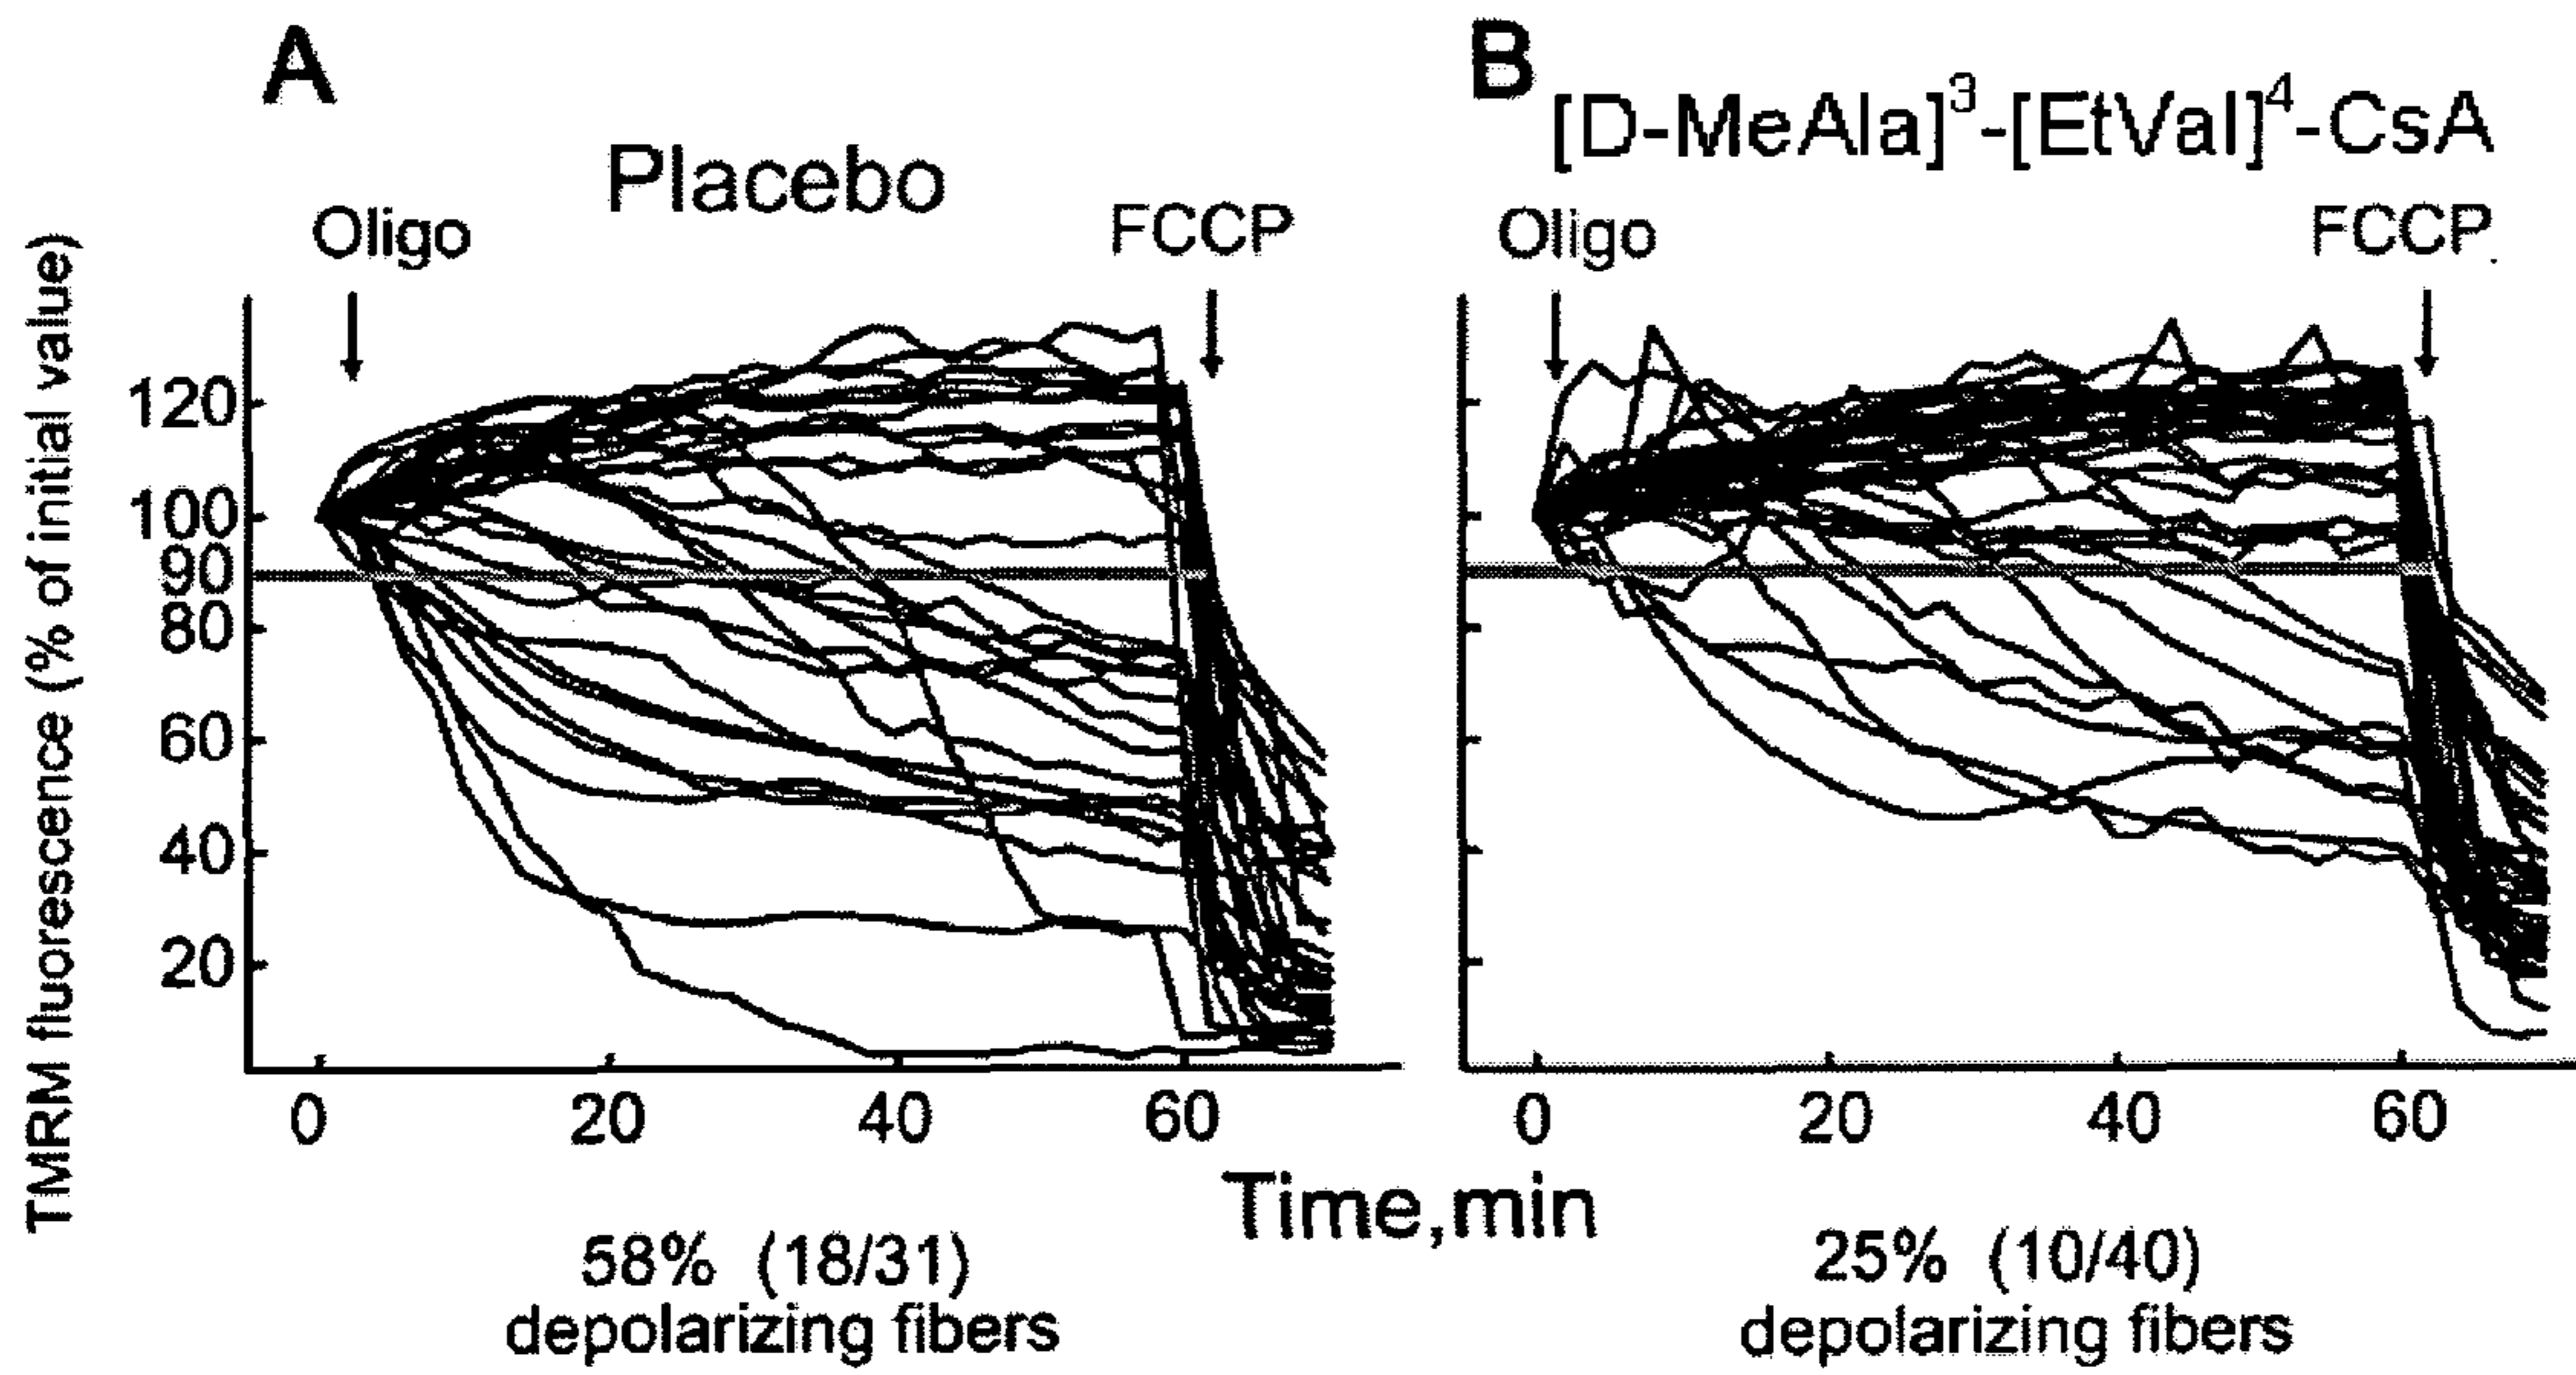 A
Placebo
Oligo
FCCP
B
[D-MeAla]³-[EtVal]⁴-CsA
Oligo
FCCP
TMRM fluorescence (% of initial value)
120
100
90
80
60
40
20
0 20 40 60
0 20 40 60
Time,min
58% (18/31)
depolarizing fibers
25% (10/40)
depolarizing fibers